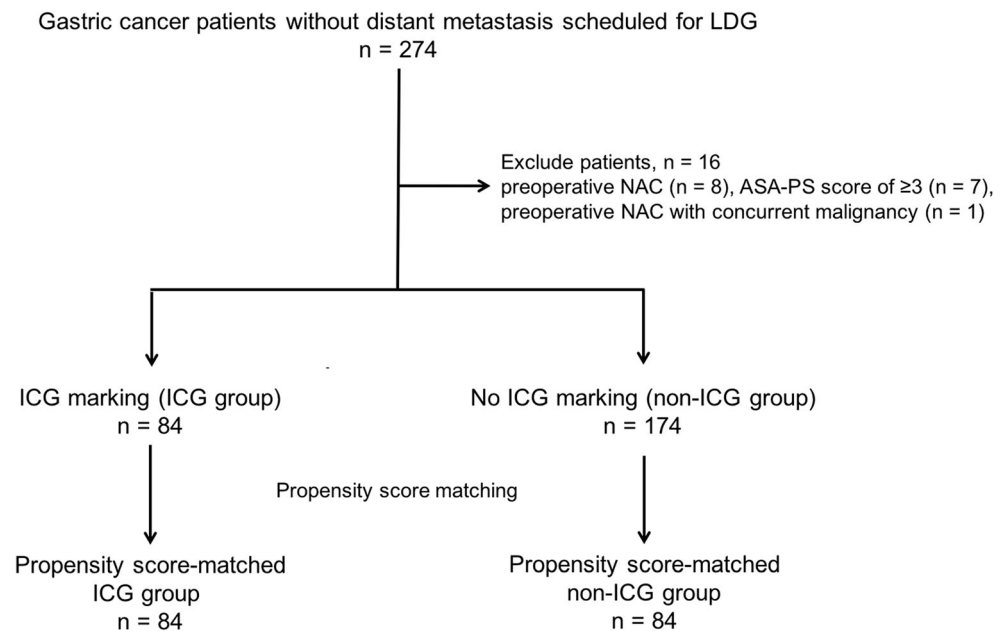 Gastric cancer patients without distant metastasis scheduled for LDG
n = 274
Exclude patients, n = 16
preoperative NAC (n = 8), ASA-PS score of ≥3 (n = 7),
preoperative NAC with concurrent malignancy (n = 1)
ICG marking (ICG group)
n = 84
No ICG marking (non-ICG group)
n = 174
Propensity score matching
Propensity score-matched
ICG group
n = 84
Propensity score-matched
non-ICG group
n = 84